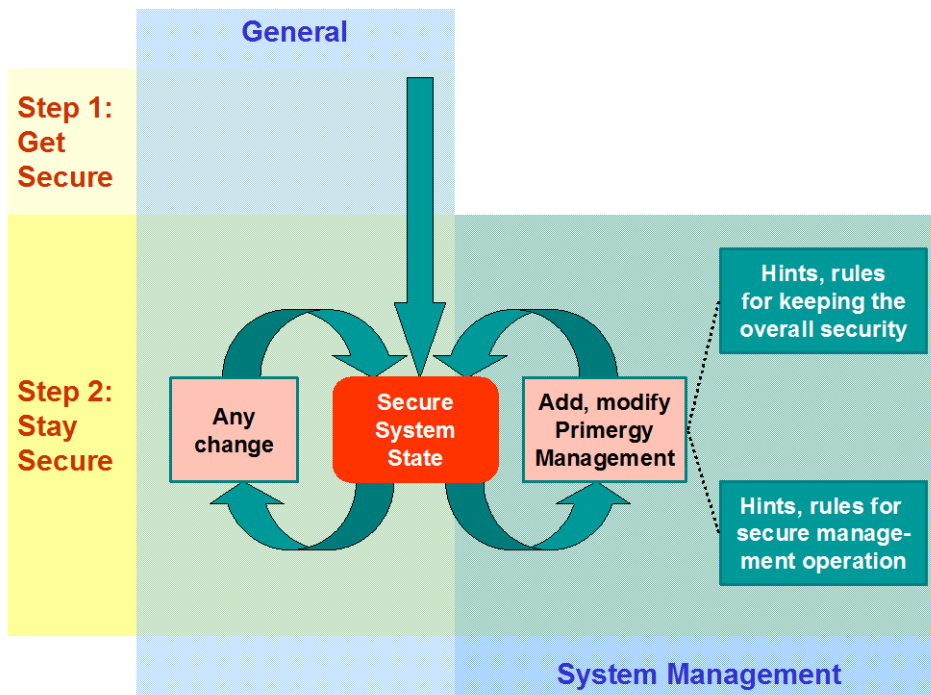 General
Step 1:
Get
Secure
Step 2:
Stay
Secure
Any
change
Secure
System
State
Add, modify
Primergy
Management
Hints, rules
for keeping the
overall security
Hints, rules for
secure manage-
ment operation
System Management